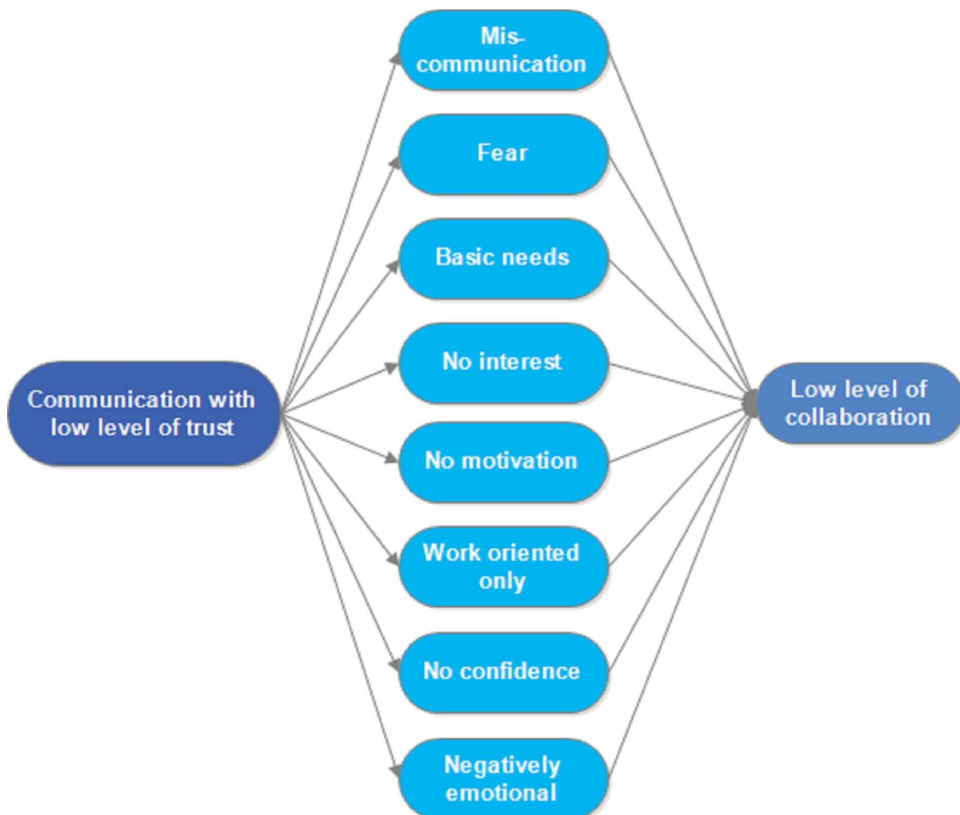 Mis-
communication
Fear
Basic needs
No interest
Communication with
low level of trust
Low level of
collaboration
No motivation
Work oriented
only
No confidence
Negatively
emotional